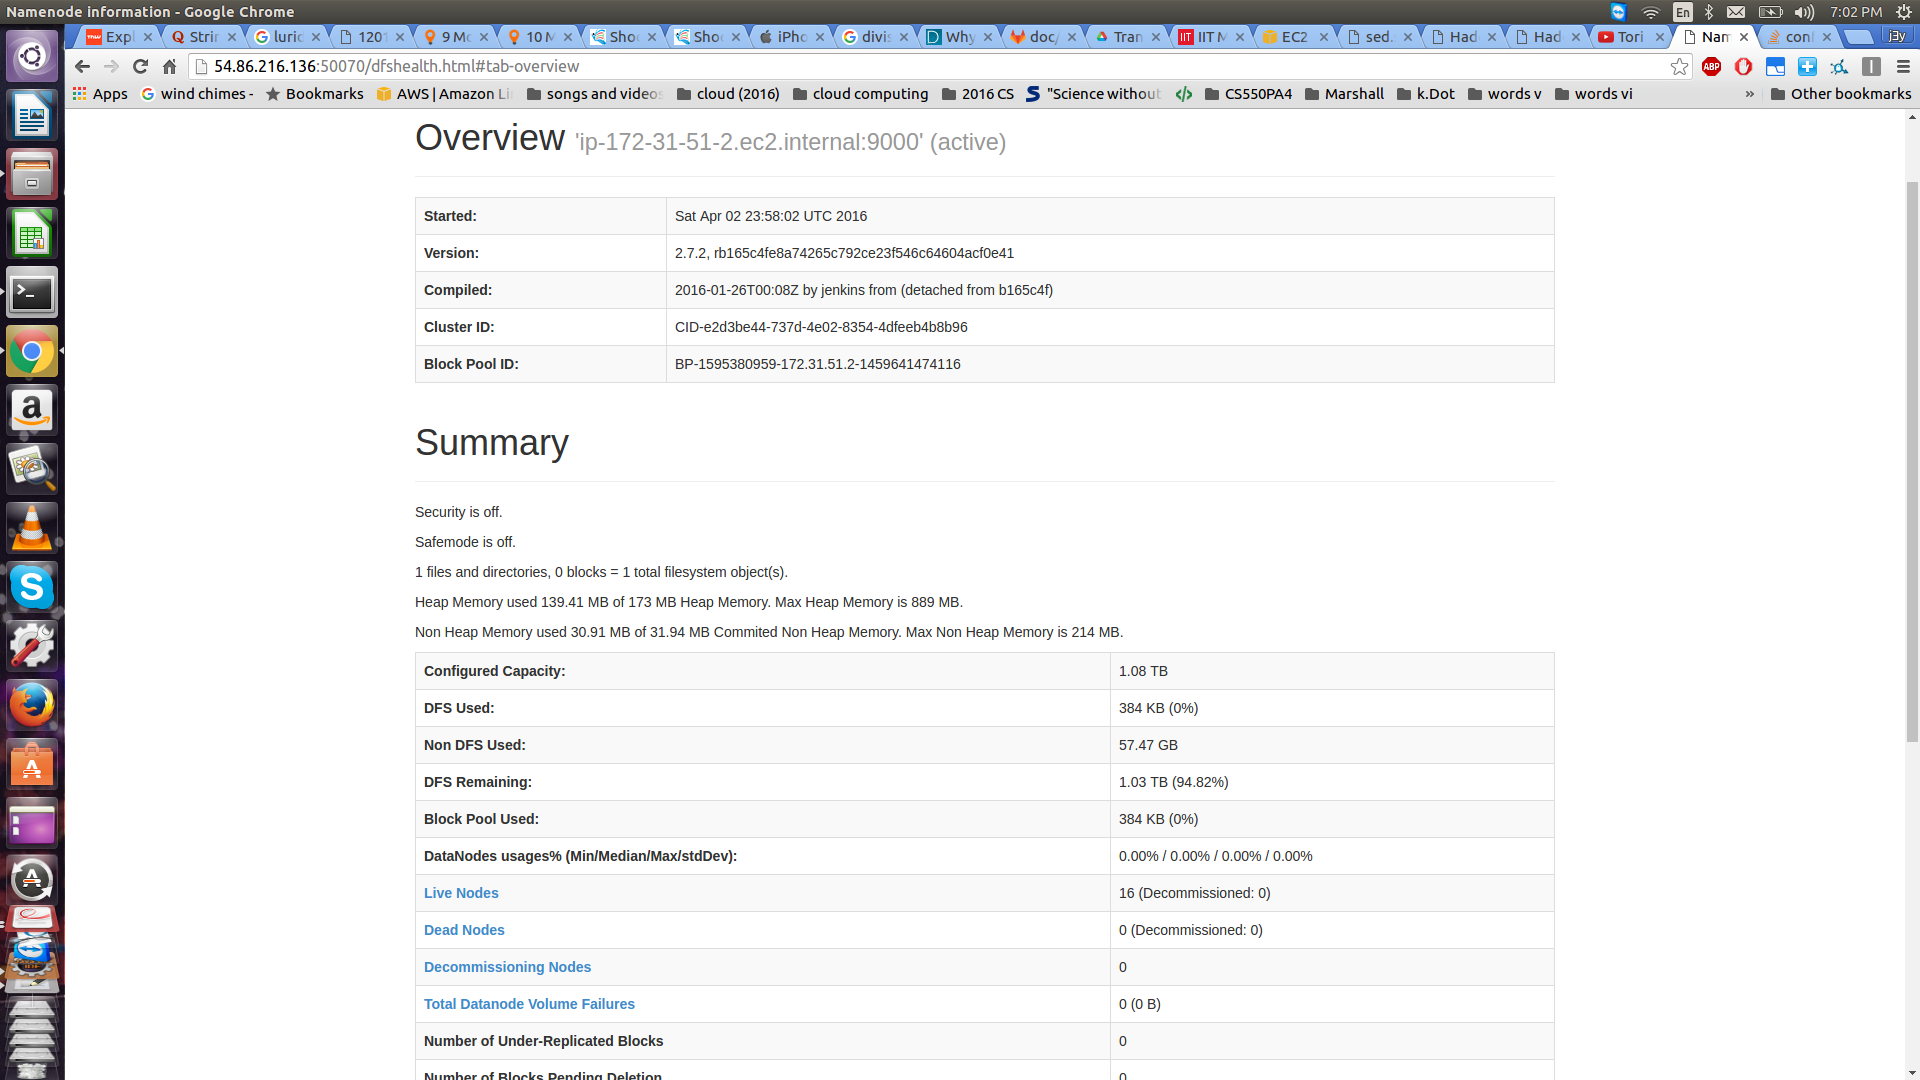 Namenode information - Google Chrome
En
7:02 PM
Expl
Strin
luric
1201
9 Mo
10 M
Shoc
Shoc
iPho
divis
Why
doc/
Tran
IIT M
EC2
sed.
Had
Had
Tori
Nam
conf
j3y
54.86.216.136:50070/dfshealth.html#tab-overview
ABP
Apps
wind chimes -
Bookmarks
AWS | Amazon Li
songs and videos
cloud (2016)
cloud computing
2016 CS
"Science without
CS550PA4
Marshall
k.Dot
words v
words vi
»
Other bookmarks
Overview 'ip-172-31-51-2.ec2.internal:9000' (active)
Started: Sat Apr 02 23:58:02 UTC 2016
Version: 2.7.2, rb165c4fe8a74265c792ce23f546c64604acf0e41
Compiled: 2016-01-26T00:08Z by jenkins from (detached from b165c4f)
Cluster ID: CID-e2d3be44-737d-4e02-8354-4dfeeb4b8b96
Block Pool ID: BP-1595380959-172.31.51.2-1459641474116
Summary
Security is off.
Safemode is off.
1 files and directories, 0 blocks = 1 total filesystem object(s).
Heap Memory used 139.41 MB of 173 MB Heap Memory. Max Heap Memory is 889 MB.
Non Heap Memory used 30.91 MB of 31.94 MB Commited Non Heap Memory. Max Non Heap Memory is 214 MB.
Configured Capacity: 1.08 TB
DFS Used: 384 KB (0%)
Non DFS Used: 57.47 GB
DFS Remaining: 1.03 TB (94.82%)
Block Pool Used: 384 KB (0%)
DataNodes usages% (Min/Median/Max/stdDev): 0.00% / 0.00% / 0.00% / 0.00%
Live Nodes 16 (Decommissioned: 0)
Dead Nodes 0 (Decommissioned: 0)
Decommissioning Nodes 0
Total Datanode Volume Failures 0 (0 B)
Number of Under-Replicated Blocks 0
Number of Blocks Pending Deletion 0